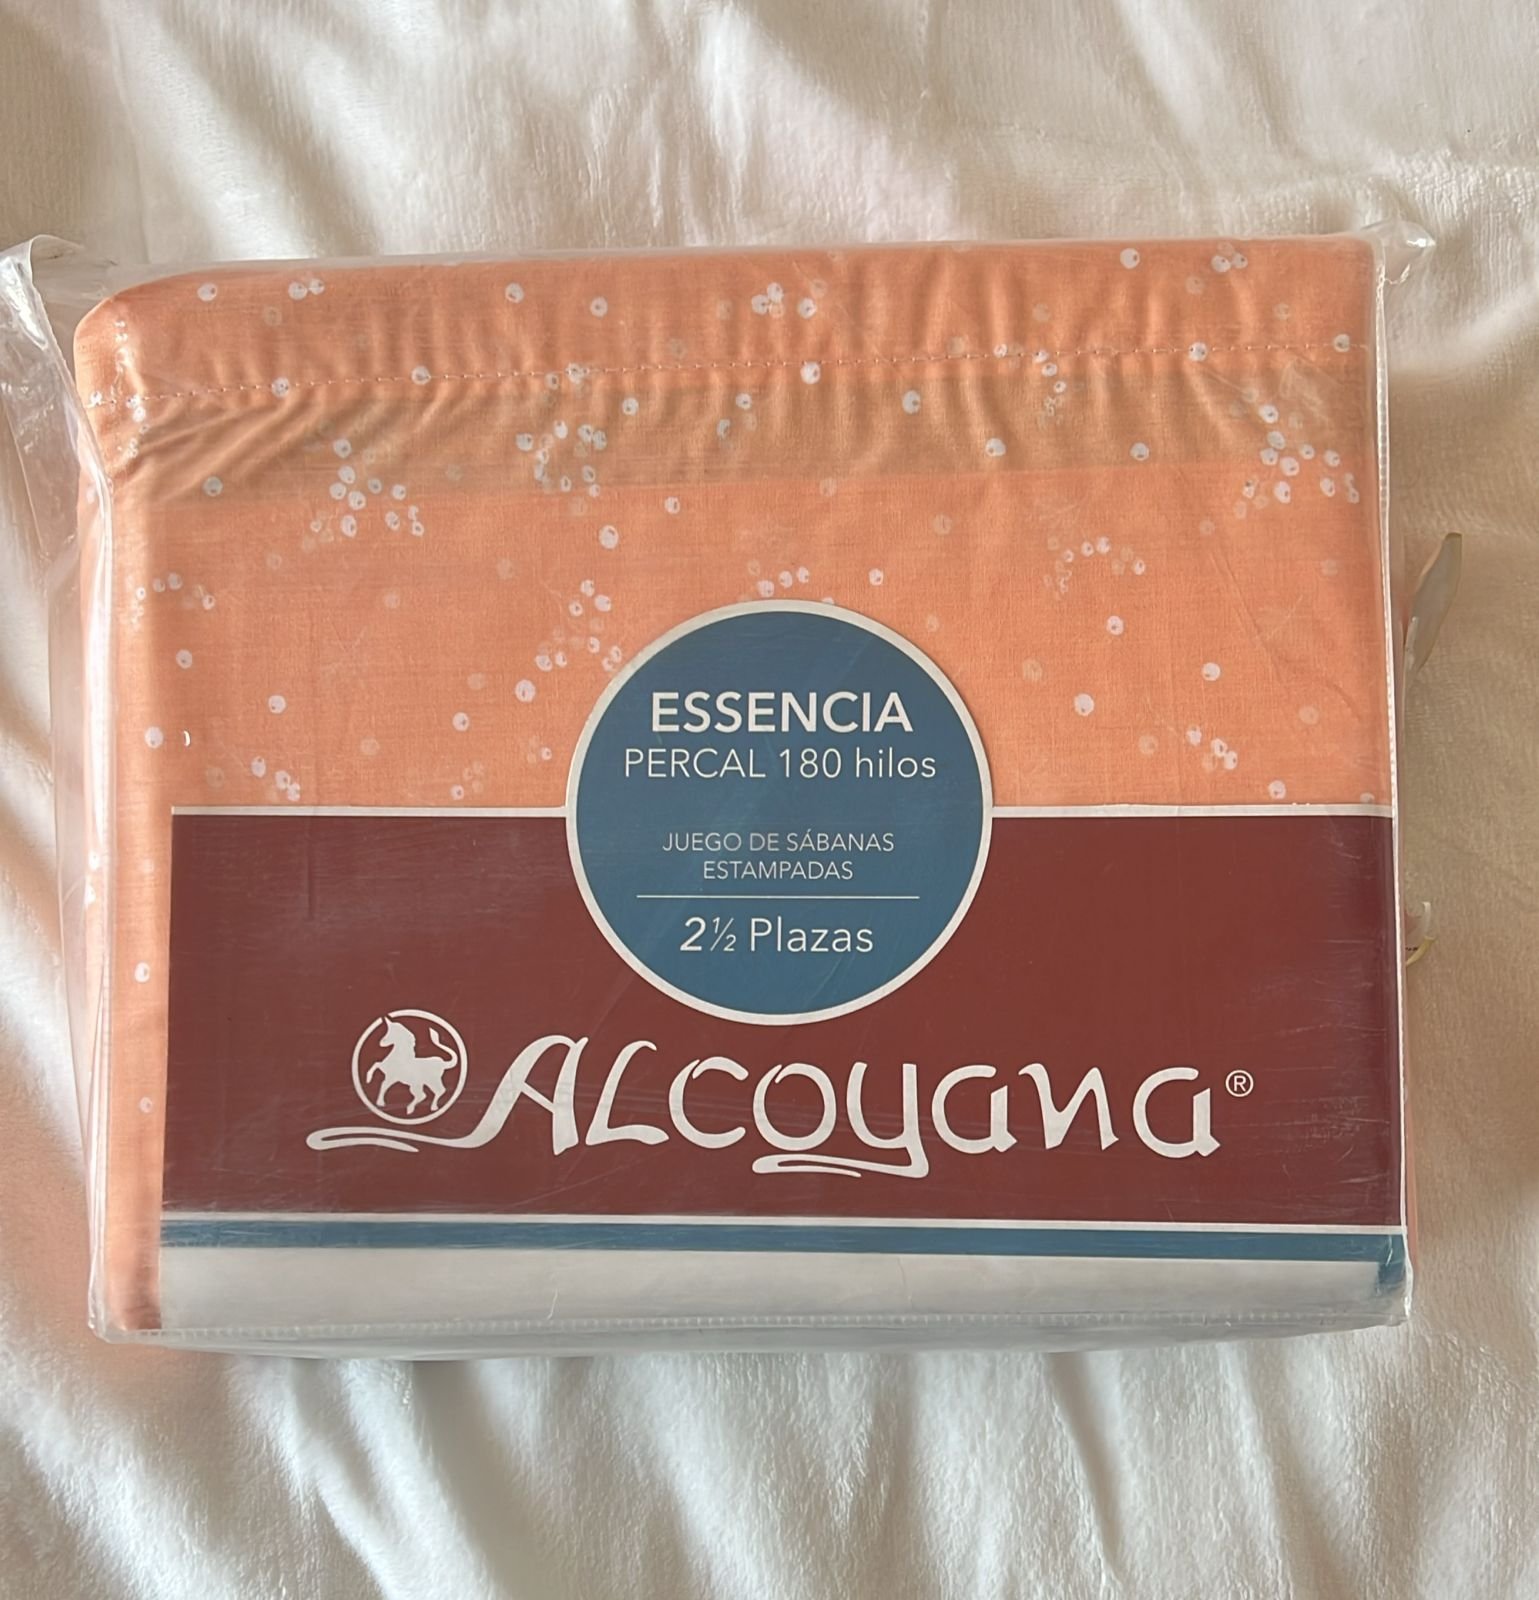 ESSENCIA
PERCAL 180 hilos
JUEGO DE SÁBANAS
ESTAMPADAS
2½ Plazas
ALCOYANA®